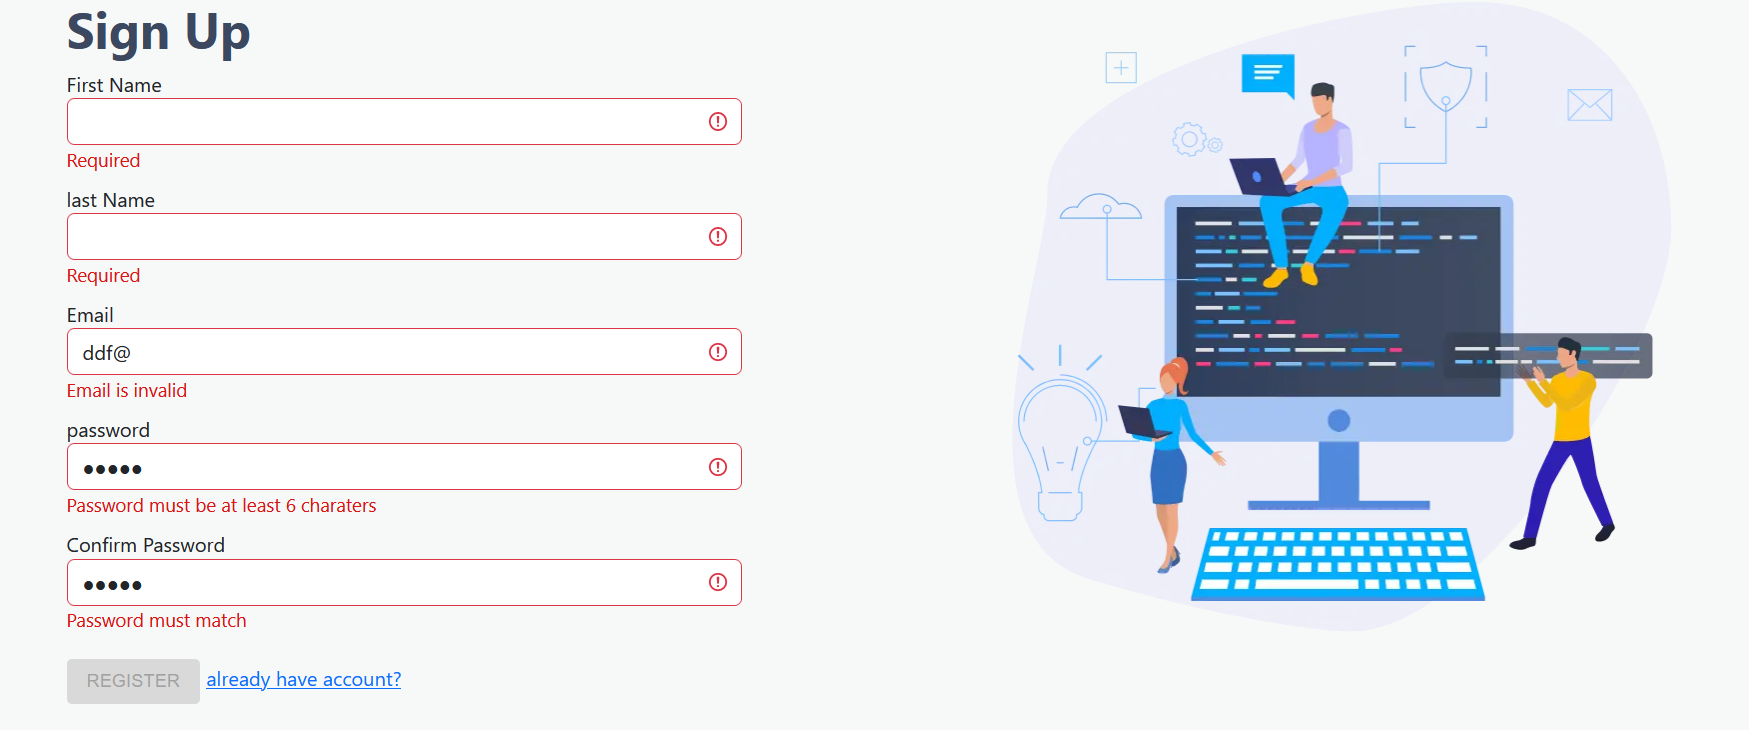 Sign Up
First Name
Required
last Name
Required
Email
ddf@
Email is invalid
password
●●●●●
Password must be at least 6 charaters
Confirm Password
●●●●●
Password must match
REGISTER already have account?